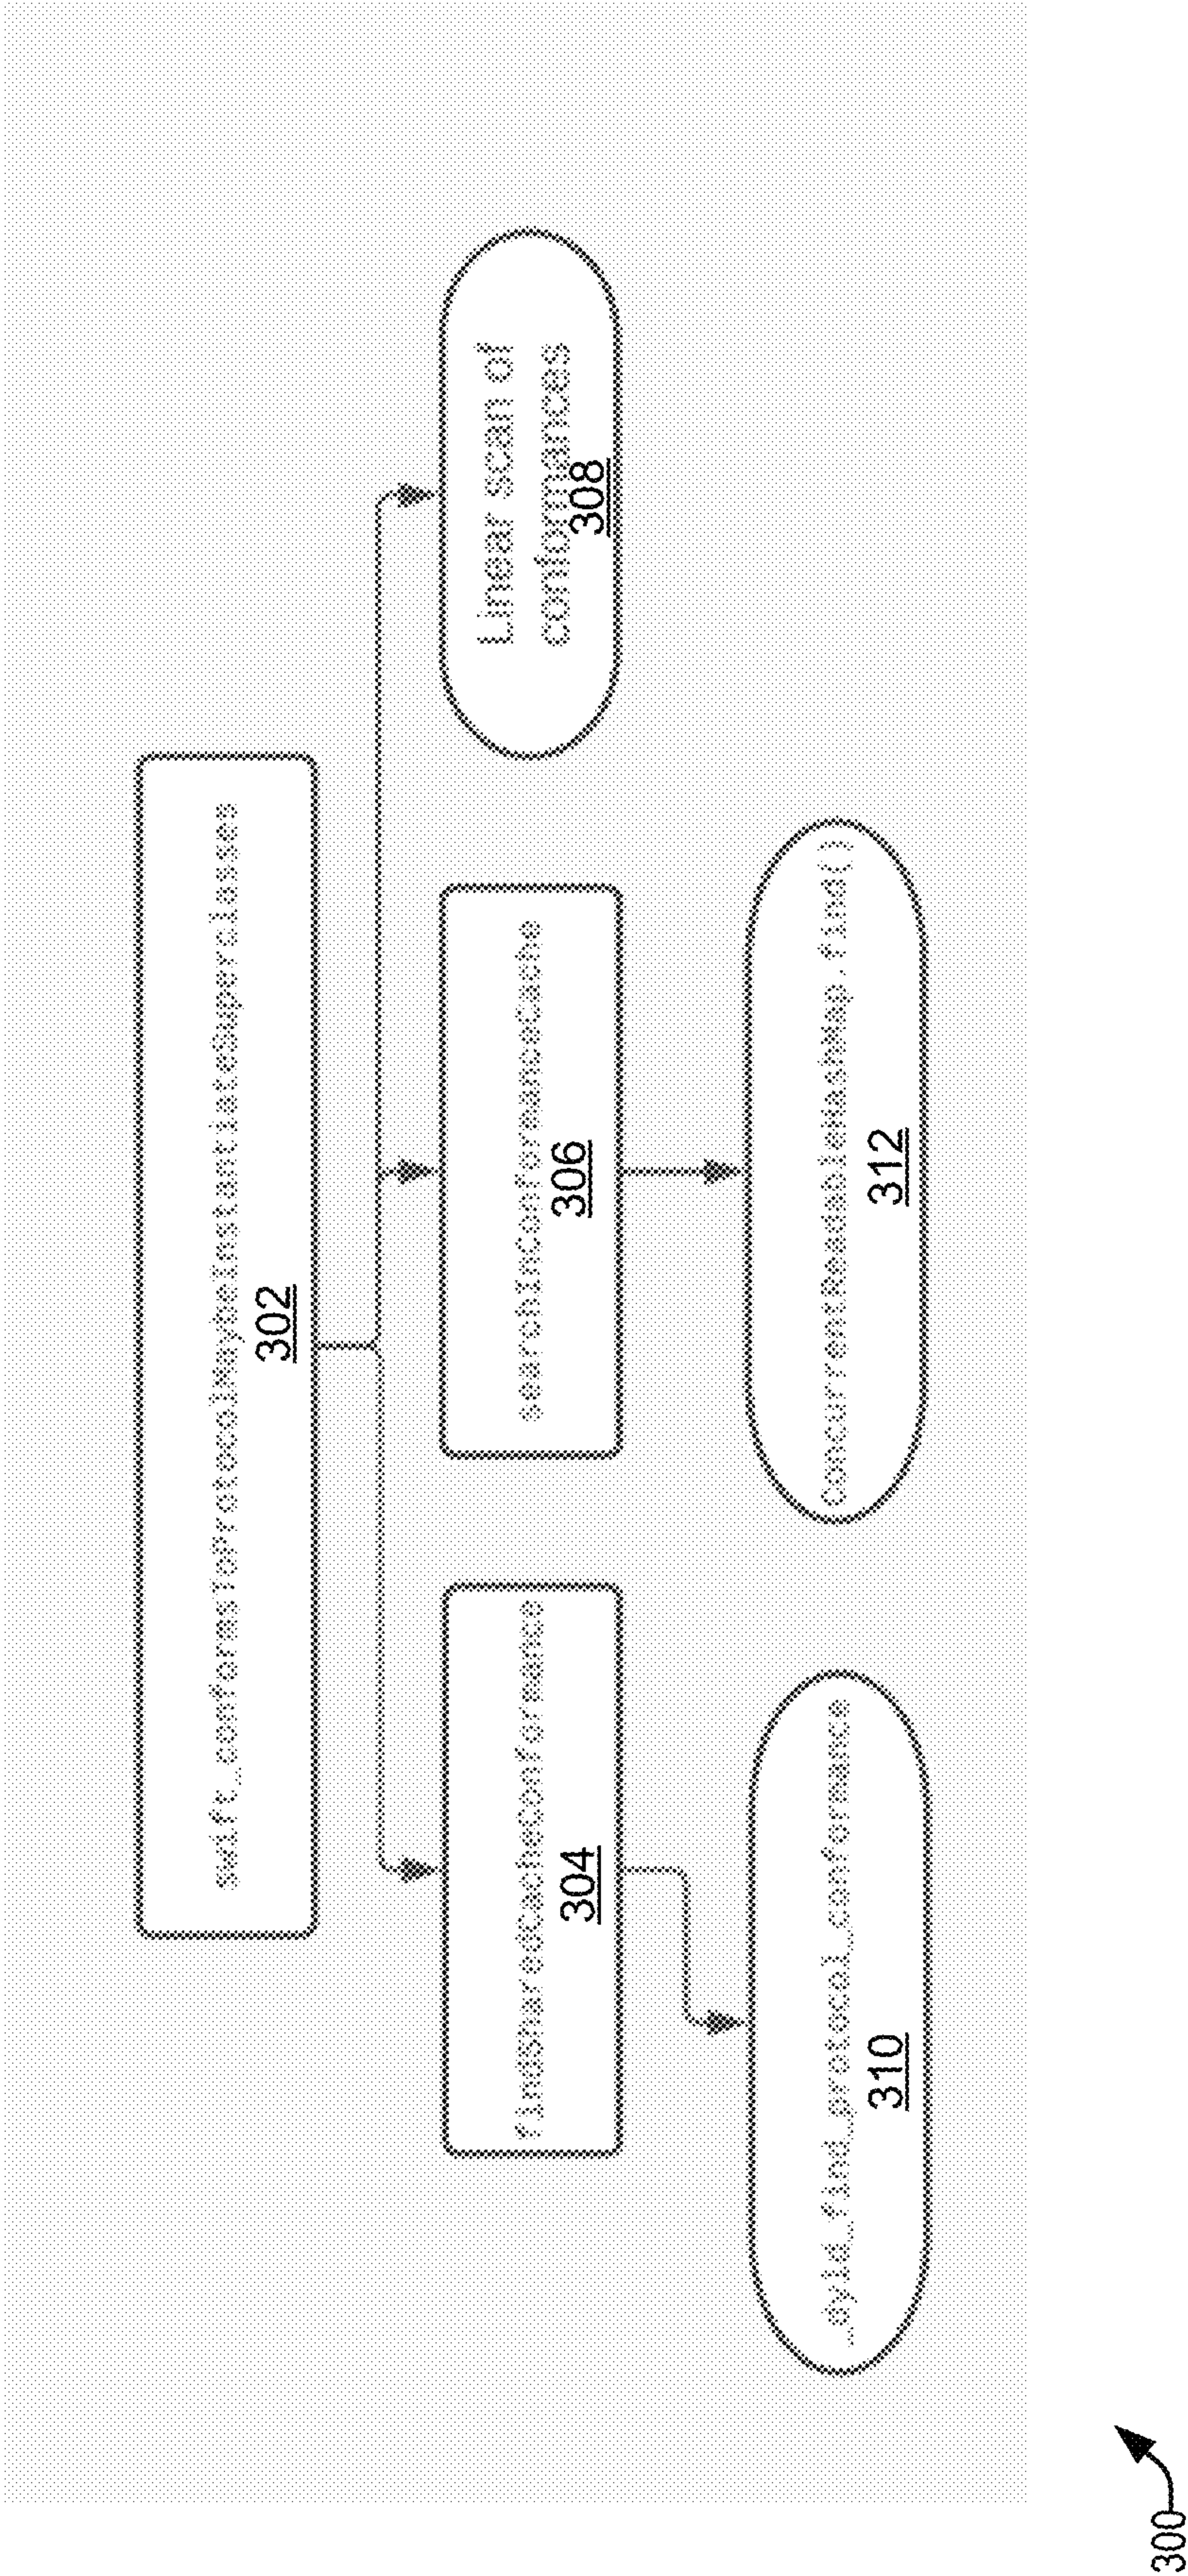 swift_conformsToProtocolMaybeInstantiateSuperclasses
302
findSharedCacheConformance
304
searchInConformanceCache
306
Linear scan of
conformances
308
_dyld_find_protocol_conformance
310
ConcurrentReadableHashMap.find()
312
300